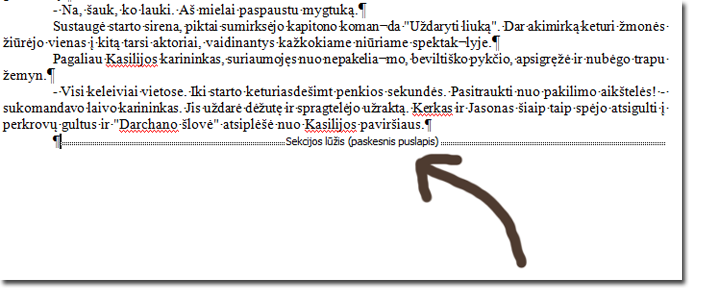 - Na, šauk, ko lauki. Aš mielai paspaustu mygtuką.¶
Sustaugė starto sirena, piktai sumirksėjo kapitono koman¬da "Uždaryti liuką". Dar akimirką keturi žmonės
žiūrėjo vienas į kitą tarsi aktoriai, vaidinantys kažkokiame niūriame spektak¬lyje.¶
Pagaliau Kasilijos karininkas, suriaumojęs nuo nepakelia¬mo, beviltiško pykčio, apsigręžė ir nubėgo trapu
žemyn.¶
- Visi keleiviai vietose. Iki starto keturiasdešimt penkios sekundės. Pasitraukti nuo pakilimo aikštelės! -
sukomandavo laivo karininkas. Jis uždarė dėžutę ir spragtelėjo užraktą. Kerkas ir Jasonas šiaip taip spėjo atsigulti į
perkrovų gultus ir "Darchano šlovė" atsiplėšė nuo Kasilijos paviršiaus.¶
¶ Sekcijos lūžis (paskesnis puslapis)